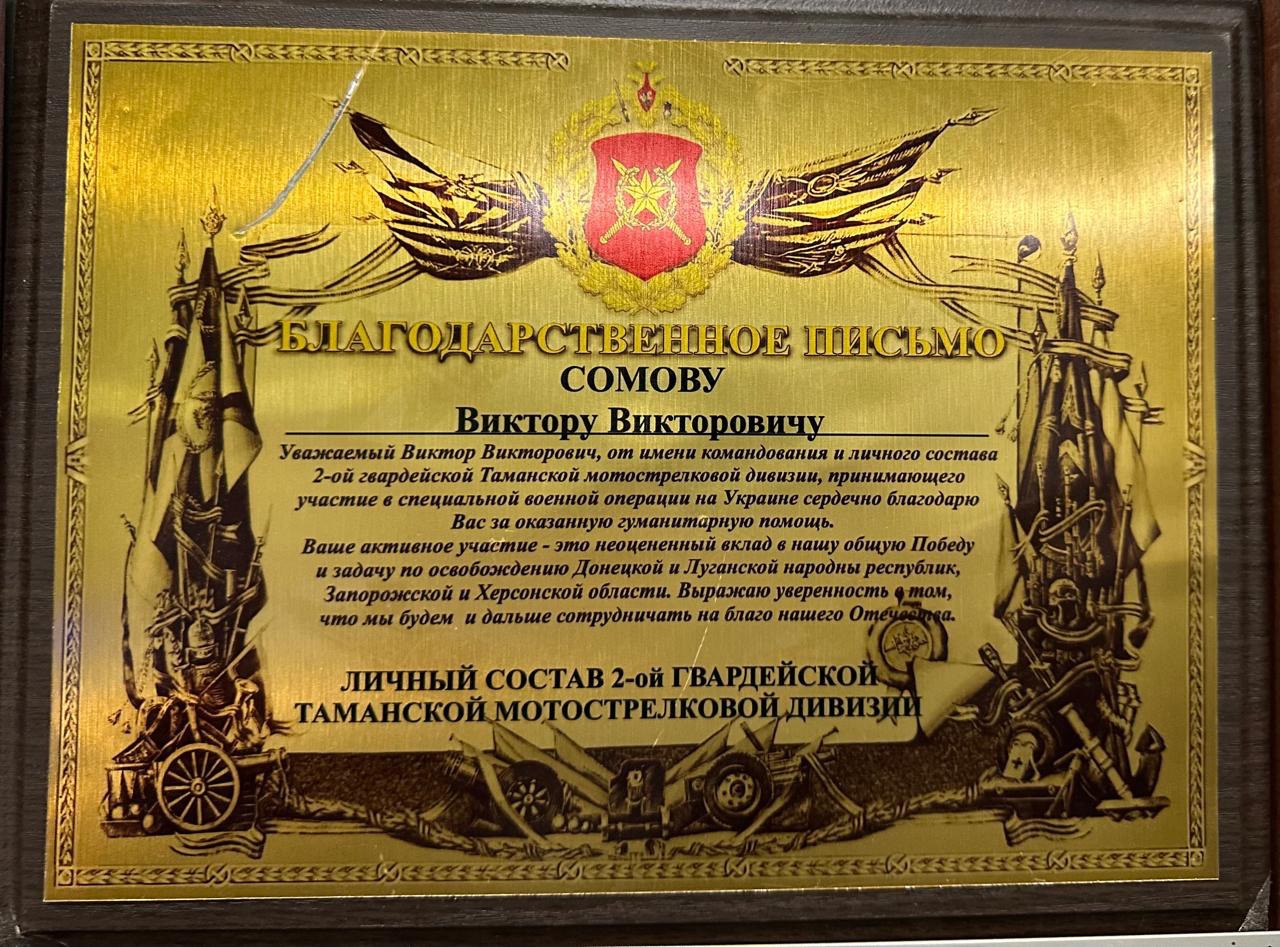 БЛАГОДАРСТВЕННОЕ ПИСЬМО
СОМОВУ
Виктору Викторовичу
Уважаемый Виктор Викторович, от имени командования и личного состава
2-ой гвардейской Таманской мотострелковой дивизии, принимающего
участие в специальной военной операции на Украине сердечно благодарю
Вас за оказанную гуманитарную помощь.
Ваше активное участие - это неоцененный вклад в нашу общую Победу
и задачу по освобождению Донецкой и Луганской народны республик,
Запорожской и Херсонской области. Выражаю уверенность в том,
что мы будем и дальше сотрудничать на благо нашего Отечества.
ЛИЧНЫЙ СОСТАВ 2-ой ГВАРДЕЙСКОЙ
ТАМАНСКОЙ МОТОСТРЕЛКОВОЙ ДИВИЗИИ